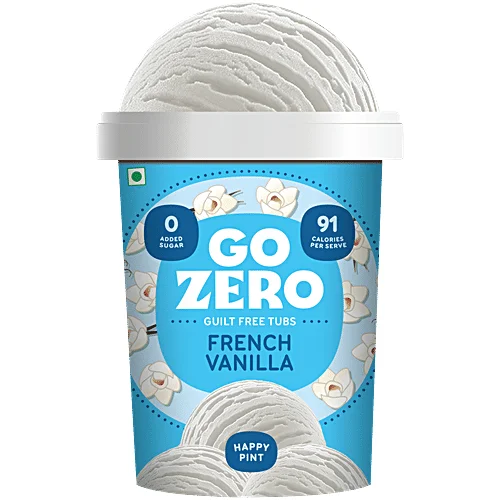 0
ADDED
SUGAR
91
CALORIES
PER SERVE
GO
ZERO
GUILT FREE TUBS
FRENCH
VANILLA
HAPPY
PINT